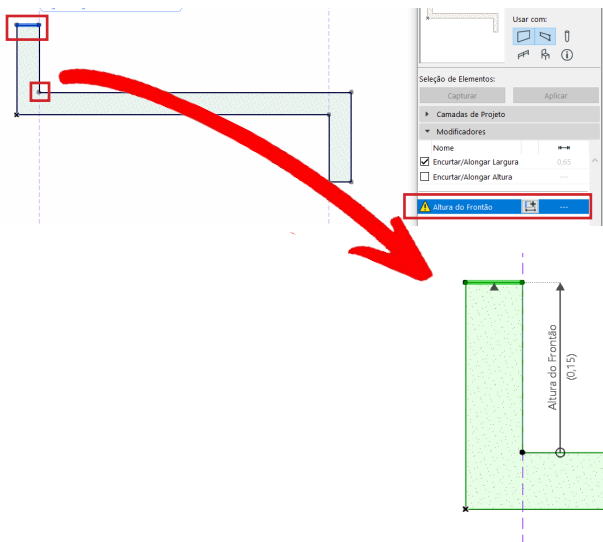 Usar com:
Seleção de Elementos:
Capturar
Aplicar
Camadas de Projeto
Modificadores
Nome
Encurtar/Alongar Largura
0,65
Encurtar/Alongar Altura
---
Altura do Frontão
---
Altura do Frontão
(0,15)